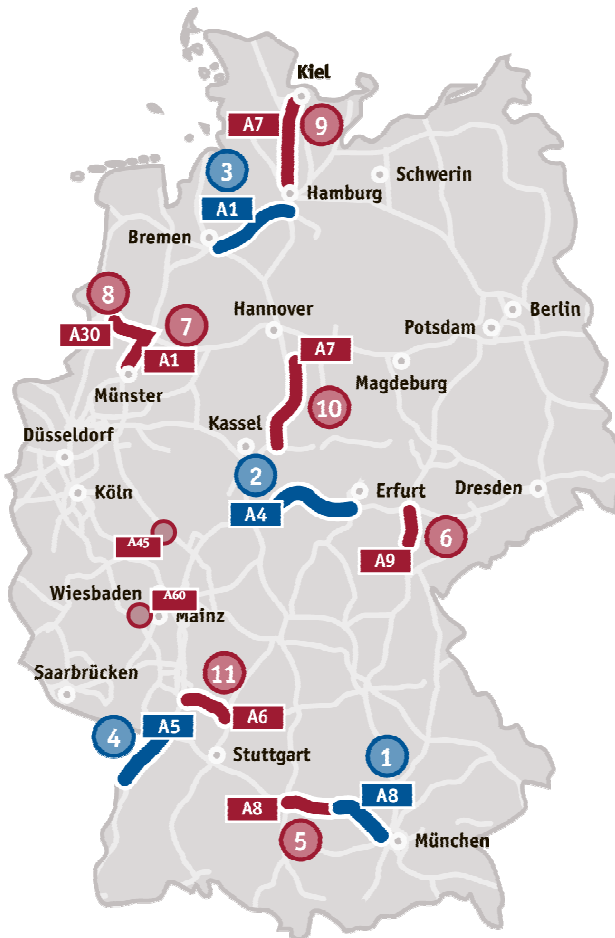 Kiel
A7
9
3
Schwerin
Hamburg
A1
Bremen
8
Hannover
Berlin
A30
7
Potsdam
A1
A7
Magdeburg
Münster
10
Kassel
Düsseldorf
2
Köln
Erfurt
Dresden
A4
A45
6
A9
Wiesbaden
A60
Mainz
Saarbrücken
11
A5
A6
4
Stuttgart
1
A8
A8
5
München